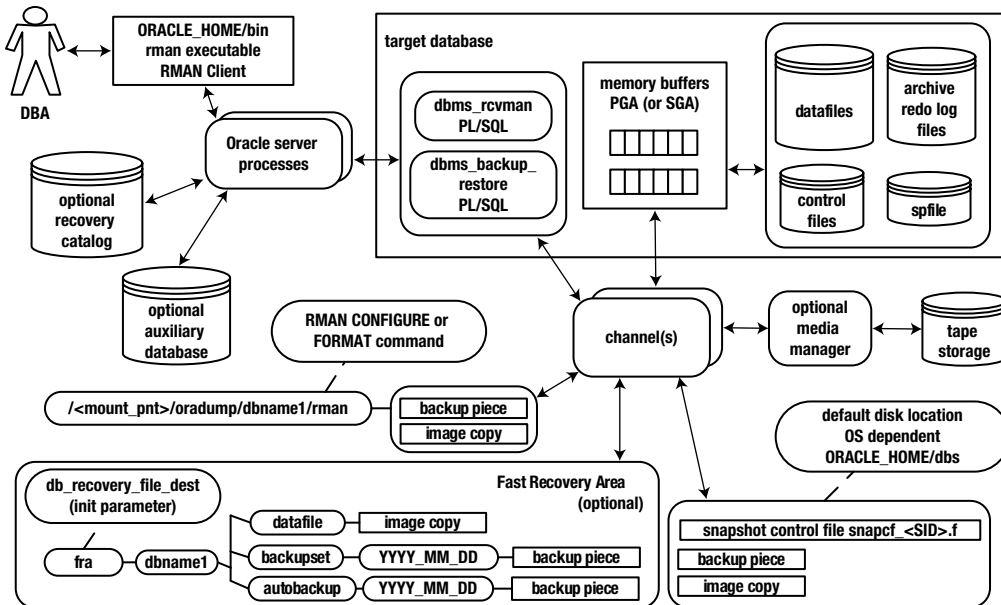 DBA
ORACLE_HOME/bin
rman executable
RMAN Client
Oracle server
processes
optional
recovery
catalog
optional
auxiliary
database
target database
dbms_rcvman
PL/SQL
dbms_backup_
restore
PL/SQL
memory buffers
PGA (or SGA)
datafiles
archive
redo log
files
control
files
spfile
channel(s)
optional
media
manager
tape
storage
RMAN CONFIGURE or
FORMAT command
/<mount_pnt>/oradump/dbname1/rman
backup piece
image copy
default disk location
OS dependent
ORACLE_HOME/dbs
snapshot control file snapcf_<SID>.f
backup piece
image copy
Fast Recovery Area
(optional)
db_recovery_file_dest
(init parameter)
fra
dbname1
datafile
image copy
backupset
YYYY_MM_DD
backup piece
autobackup
YYYY_MM_DD
backup piece